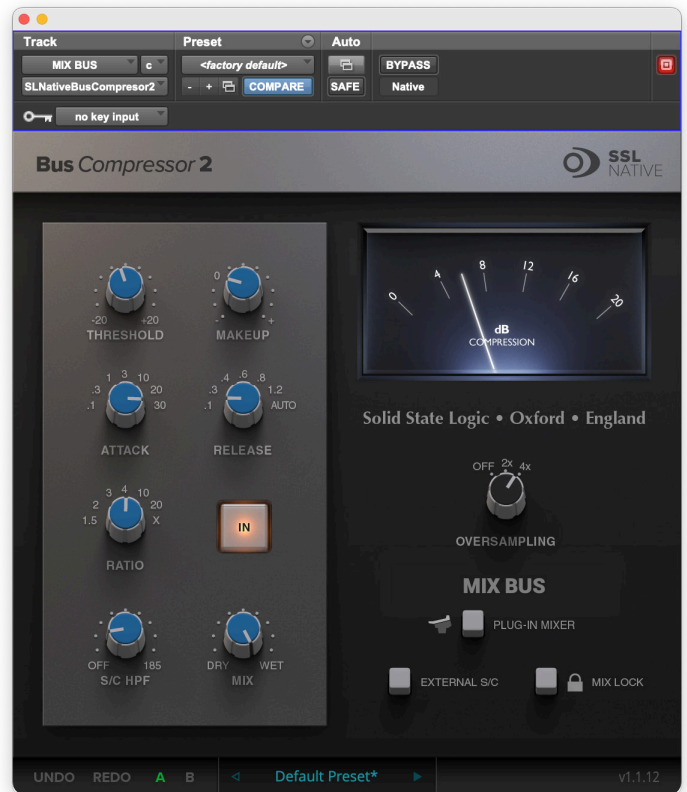 Track Preset Auto
MIX BUS c <factory default> BYPASS
SLNativeBusCompresor2 - + COMPARE SAFE Native
no key input
Bus Compressor 2
SSL
NATIVE
0 4 8 12 16 20
dB
COMPRESSION
-20 +20
THRESHOLD
0
- +
MAKEUP
Solid State Logic • Oxford • England
.1 .3 1 3 10 20 30
ATTACK
.1 .3 .4 .6 .8 1.2 AUTO
RELEASE
OFF 2x 4x
OVERSAMPLING
1.5 2 3 4 10 20 X
RATIO
IN
MIX BUS
PLUG-IN MIXER
OFF 185
S/C HPF
DRY WET
MIX
EXTERNAL S/C
MIX LOCK
UNDO REDO A B Default Preset* v1.1.12